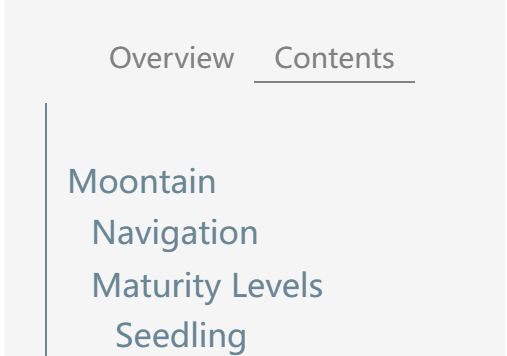 Overview Contents
Moontain
Navigation
Maturity Levels
Seedling